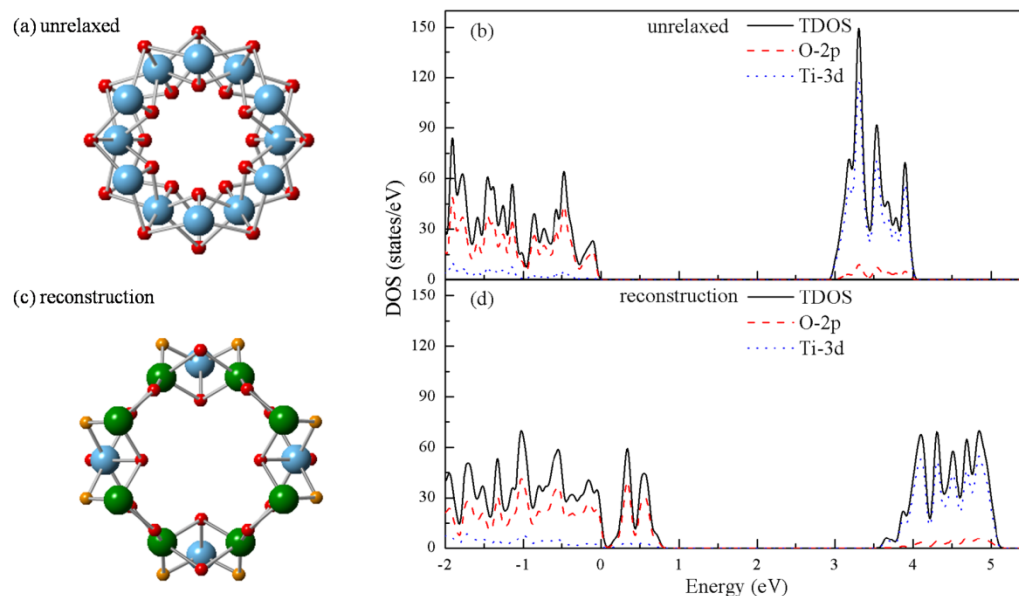 (a) unrelaxed
(b)
unrelaxed
TDOS
O-2p
Ti-3d
150
120
90
60
30
0
(c) reconstruction
(d)
reconstruction
TDOS
O-2p
Ti-3d
150
120
90
60
30
0
DOS (states/eV)
-2 -1 0 1 2 3 4 5
Energy (eV)